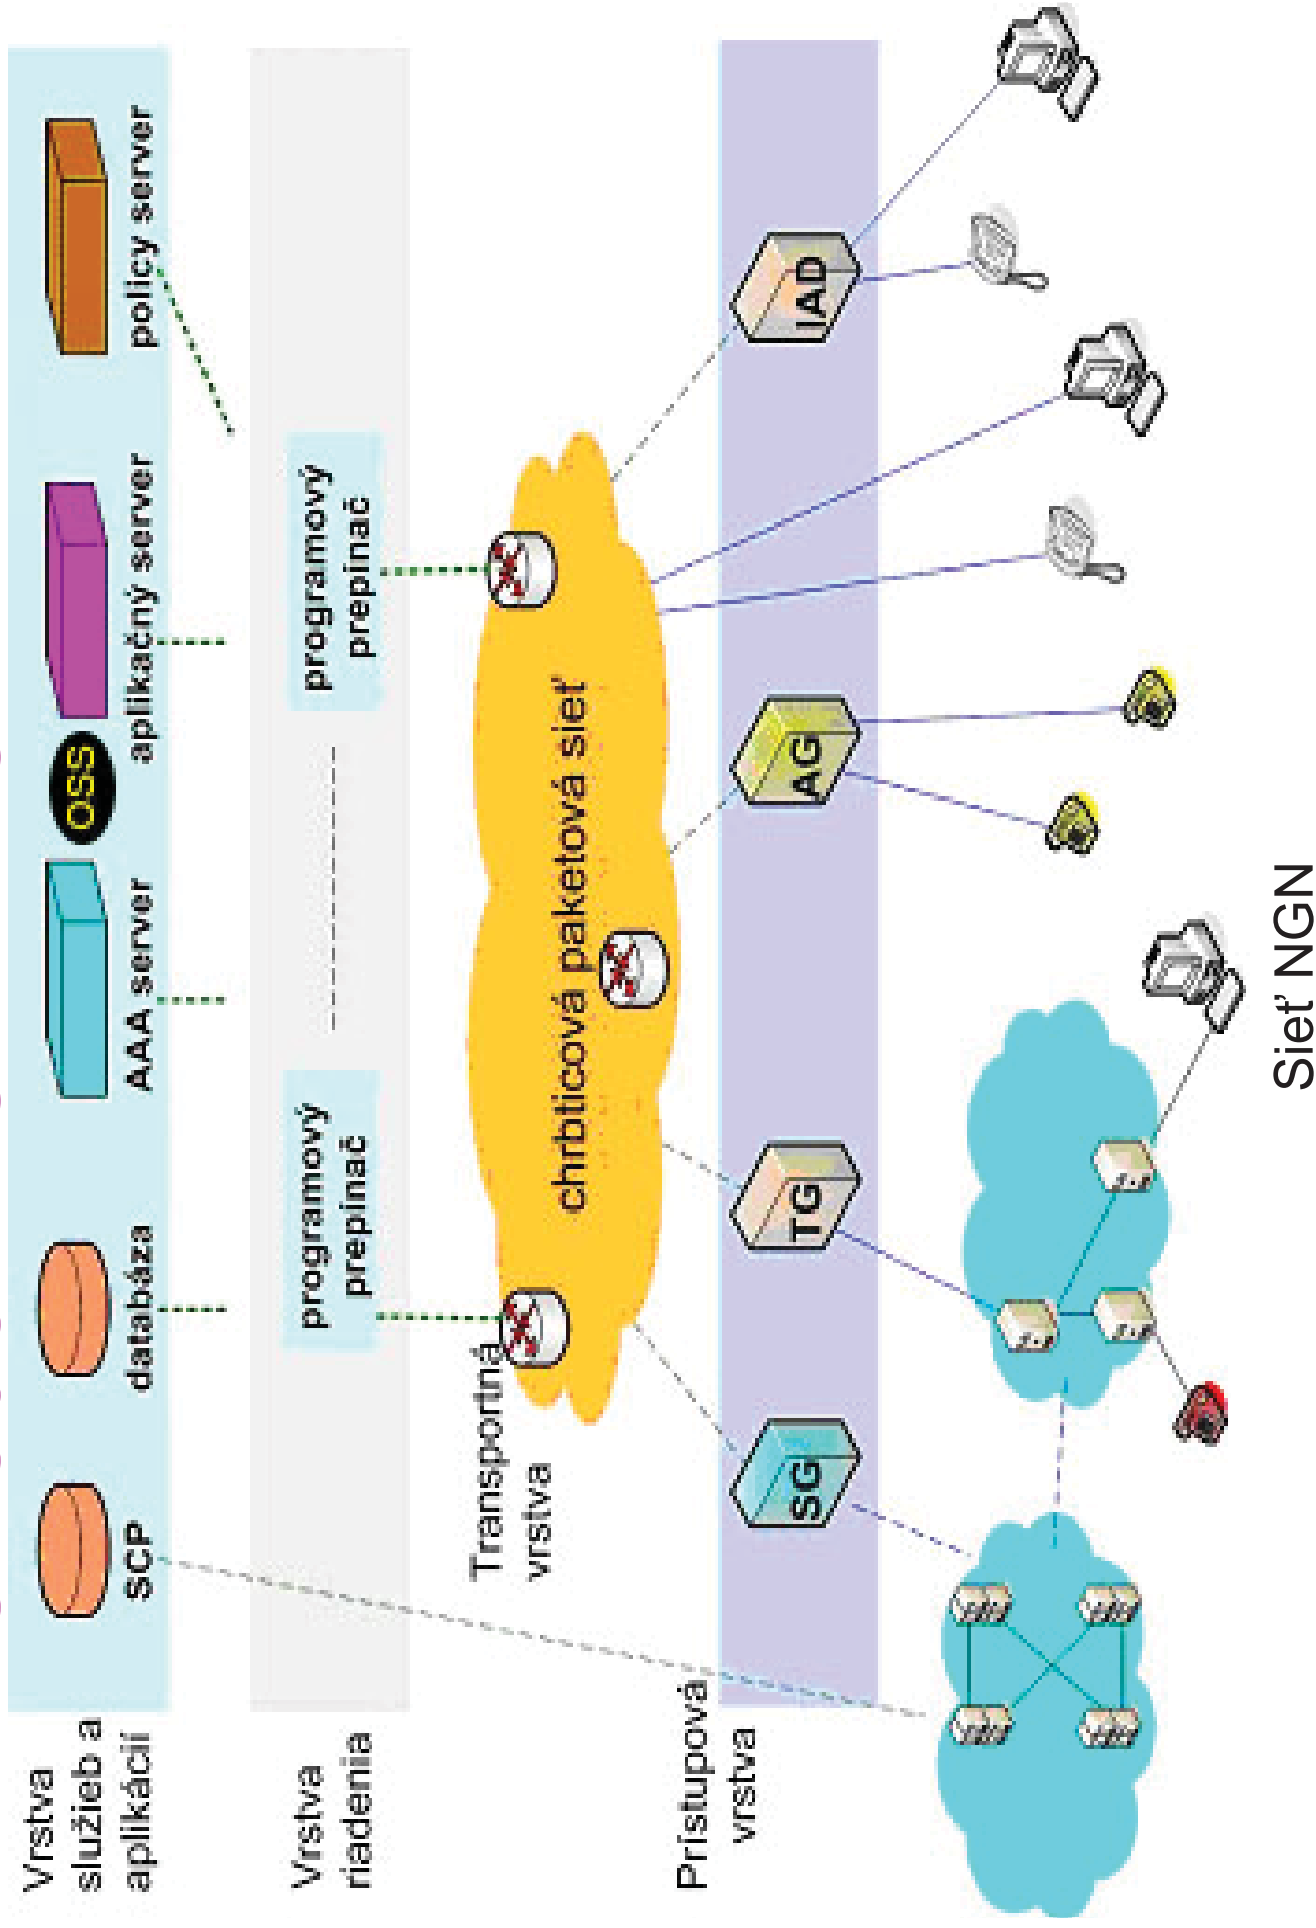 Vrstva
služieb a
aplikácií
SCP
databáza
AAA server
OSS
aplikačný server
policy server
Vrstva
riadenia
programový
prepínač
programový
prepínač
Transportná
vrstva
chrbticová paketová sieť
Prístupová
vrstva
SG
TG
AG
IAD
Sieť NGN